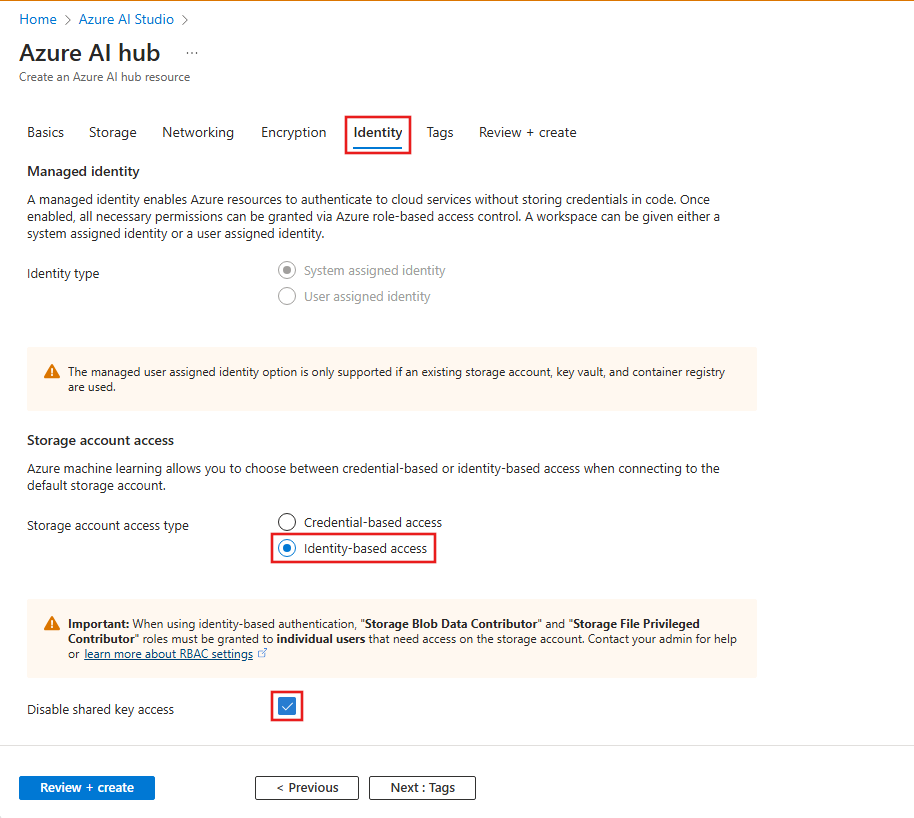 Home > Azure AI Studio >
Azure AI hub ...
Create an Azure AI hub resource
Basics Storage Networking Encryption Identity Tags Review + create
Managed identity
A managed identity enables Azure resources to authenticate to cloud services without storing credentials in code. Once
enabled, all necessary permissions can be granted via Azure role-based access control. A workspace can be given either a
system assigned identity or a user assigned identity.
Identity type
System assigned identity
User assigned identity
The managed user assigned identity option is only supported if an existing storage account, key vault, and container registry
are used.
Storage account access
Azure machine learning allows you to choose between credential-based or identity-based access when connecting to the
default storage account.
Storage account access type
Credential-based access
Identity-based access
Important: When using identity-based authentication, "Storage Blob Data Contributor" and "Storage File Privileged
Contributor" roles must be granted to individual users that need access on the storage account. Contact your admin for help
or learn more about RBAC settings
Disable shared key access
Review + create < Previous Next : Tags